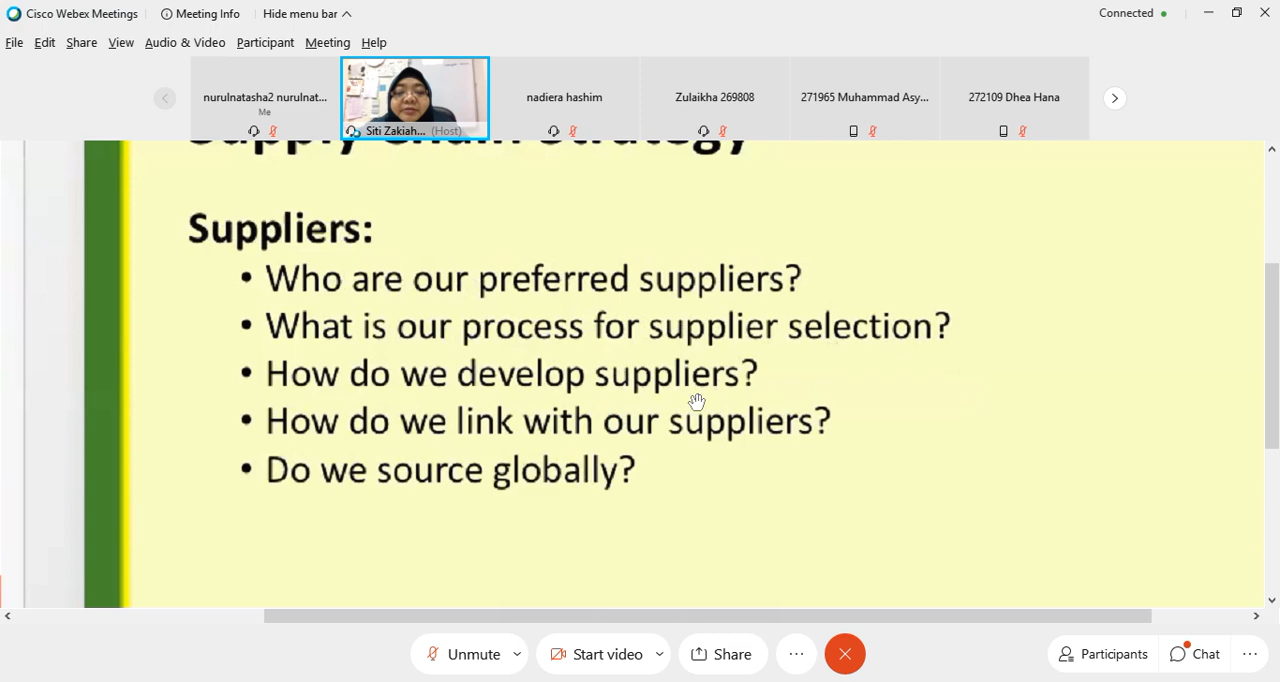 Cisco Webex Meetings Meeting Info Hide menu bar Connected
File Edit Share View Audio & Video Participant Meeting Help
nurulnatasha2 nurulnat... nadiera hashim Zulaikha 269808 271965 Muhammad Asy... 272109 Dhea Hana
Me
Siti Zakiah... (Host)
Supply Chain Strategy
Suppliers:
• Who are our preferred suppliers?
• What is our process for supplier selection?
• How do we develop suppliers?
• How do we link with our suppliers?
• Do we source globally?
Unmute Start video Share ... Participants Chat ...